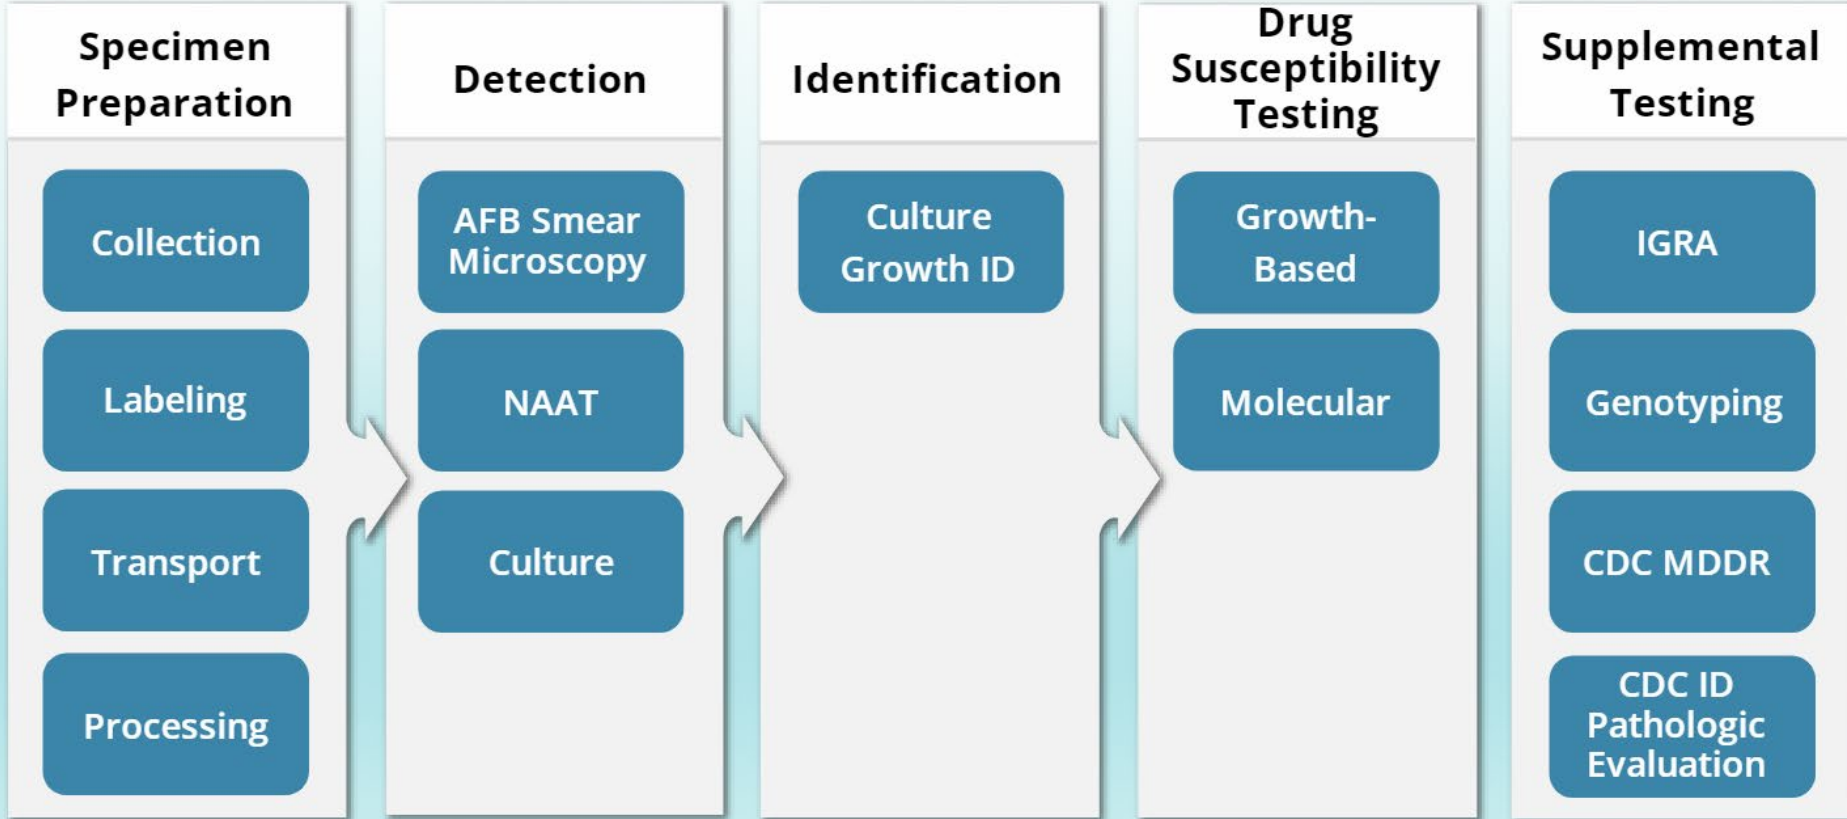 Specimen
Preparation
Collection
Labeling
Transport
Processing
Detection
AFB Smear
Microscopy
NAAT
Culture
Identification
Culture
Growth ID
Drug
Susceptibility
Testing
Growth-
Based
Molecular
Supplemental
Testing
IGRA
Genotyping
CDC MDDR
CDC ID
Pathologic
Evaluation